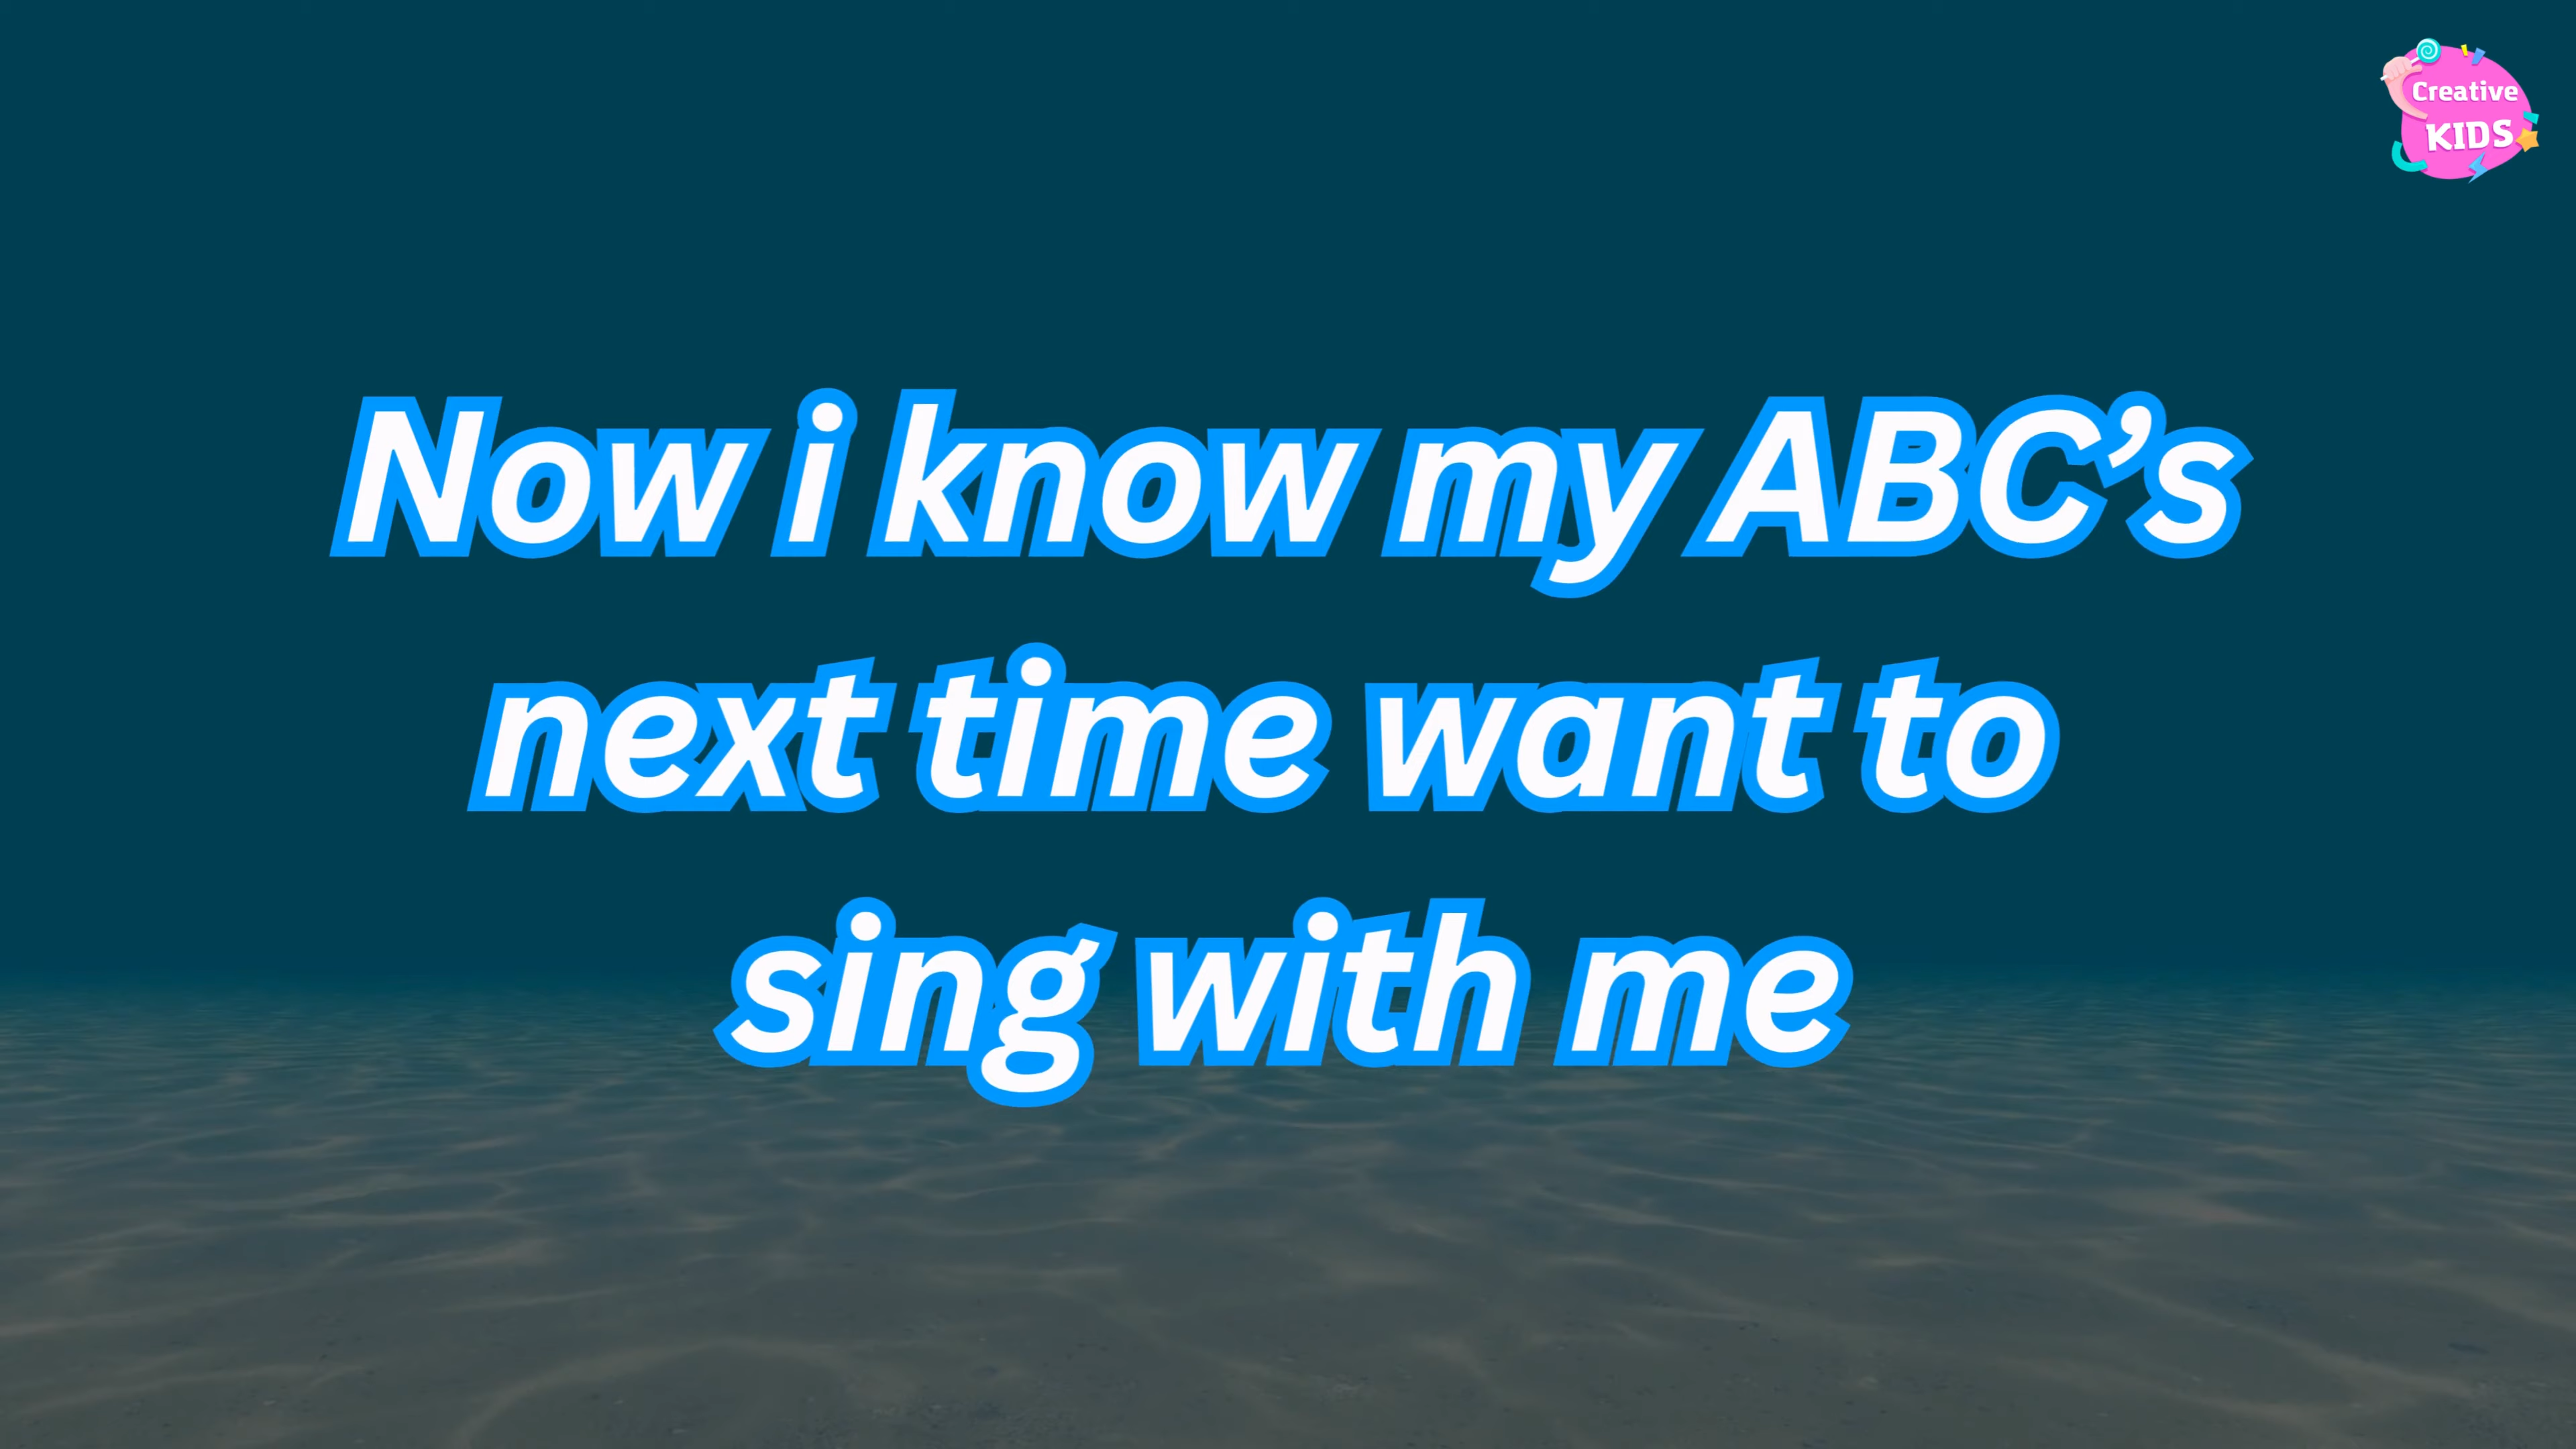 Creative
KIDS
Now i know my ABC’s
next time want to
sing with me